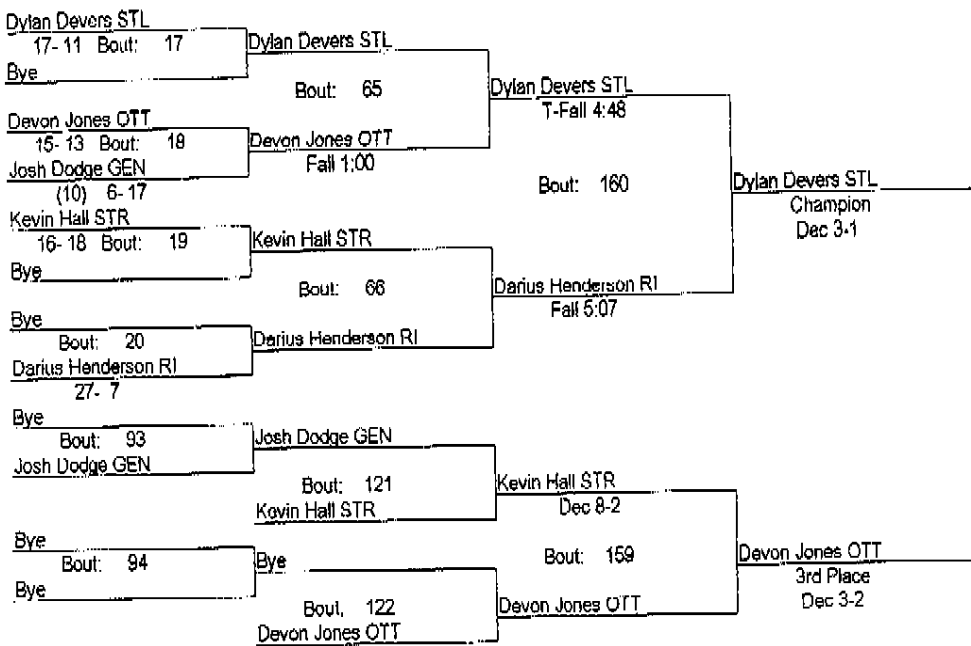 Dylan Devers STL
17- 11 Bout: 17
Dylan Devers STL
Bye
Bout: 65
Dylan Devers STL
T-Fall 4:48
Devon Jones OTT
15- 13 Bout: 18
Devon Jones OTT
Fall 1:00
Josh Dodge GEN
(10) 6- 17
Bout: 160
Dylan Devers STL
Champion
Dec 3-1
Kevin Hall STR
16- 18 Bout: 19
Kevin Hall STR
Bye
Bout: 66
Darius Henderson RI
Fall 5:07
Bye
Bout: 20
Darius Henderson RI
Darius Henderson RI
27- 7
Bye
Bout: 93
Josh Dodge GEN
Josh Dodge GEN
Bout: 121
Kevin Hall STR
Dec 8-2
Kevin Hall STR
Bye
Bout: 94
Bye
Bout: 159
Devon Jones OTT
3rd Place
Dec 3-2
Bye
Bout, 122
Devon Jones OTT
Devon Jones OTT